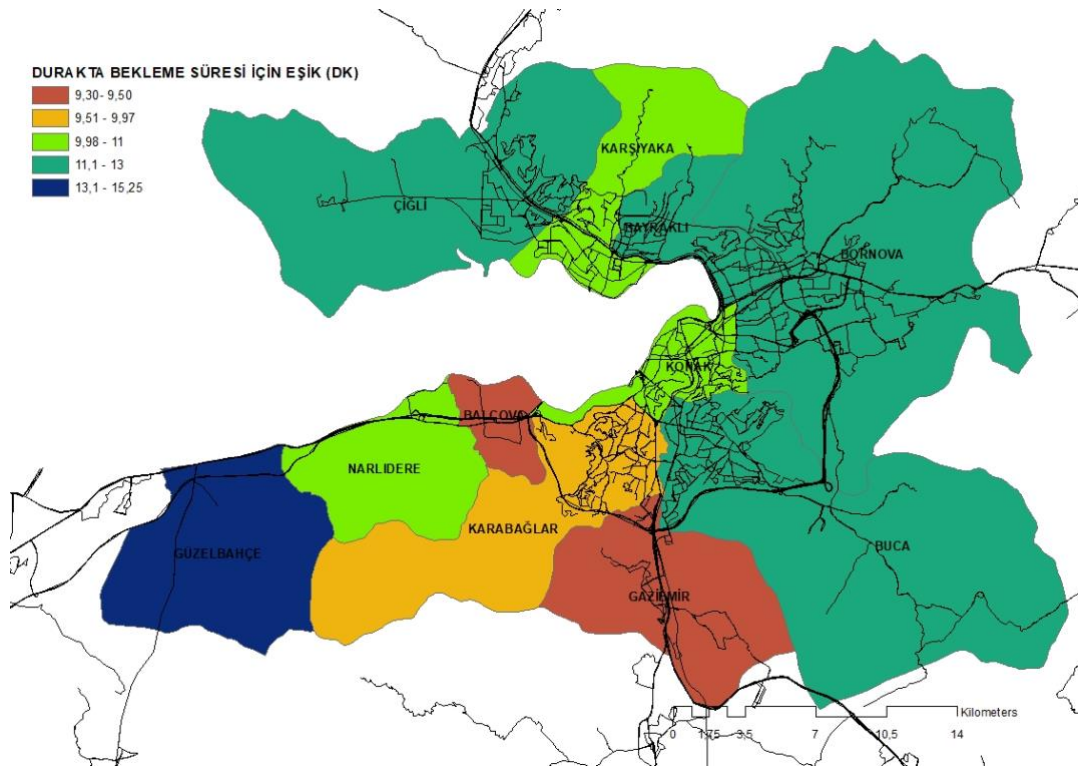 DURAKTA BEKLEME SÜRESİ İÇİN EŞİK (DK)
9,30- 9,50
9,51 - 9,97
9,98 - 11
11,1 - 13
13,1 - 15,25
KARŞIYAKA
ÇİĞLİ
BAYRAKLI
BORNOVA
KONAK
BALÇOVA
NARLIDERE
KARABAĞLAR
GÜZELBAHÇE
BUCA
GAZİEMİR
Kilometers
0 1,75 3,5 7 10,5 14